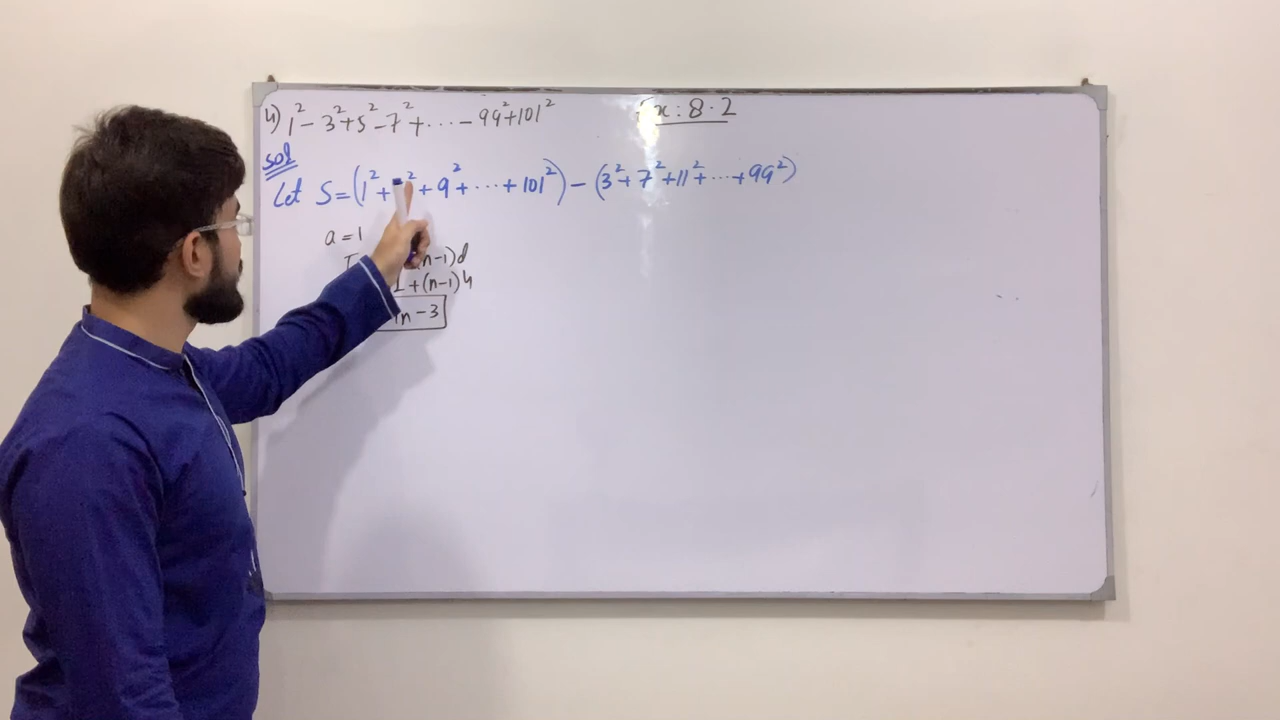 4) 1² - 3² + 5² - 7² + ... - 99² + 101²
Ex: 8.2
sol
Let S = (1² + ² + 9² + ... + 101²) - (3² + 7² + 11² + ... + 99²)
a = 1
T (n-1)d
1 + (n-1)4
n - 3